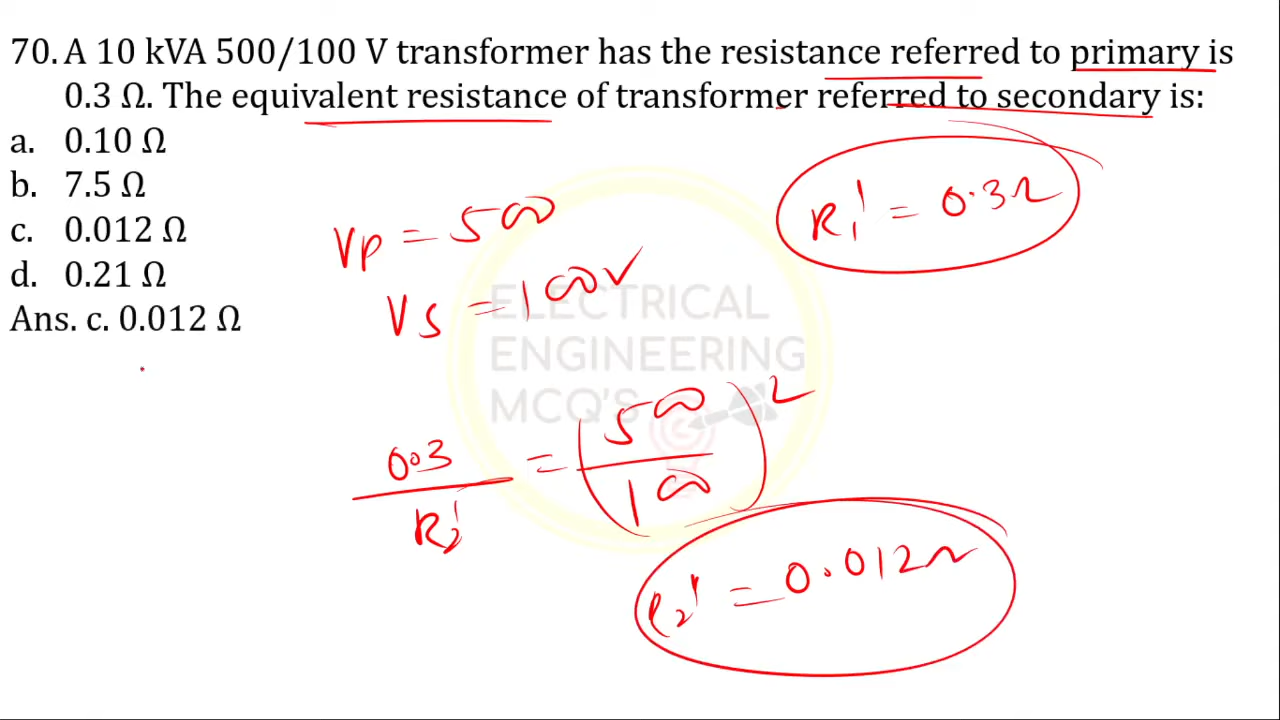 70. A 10 kVA 500/100 V transformer has the resistance referred to primary is
0.3 Ω. The equivalent resistance of transformer referred to secondary is:
a. 0.10 Ω
b. 7.5 Ω
c. 0.012 Ω
d. 0.21 Ω
Ans. c. 0.012 Ω
R₁' = 0.3Ω
VP = 500
VS = 100V
ELECTRICAL
ENGINEERING
MCQ'S
0.3 / R₂' = (500 / 100)²
R₂' = 0.012Ω